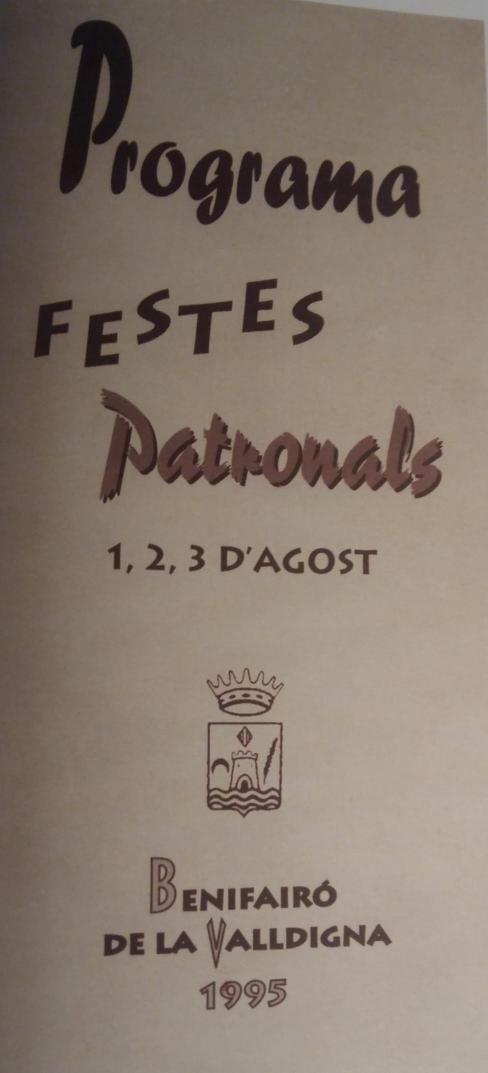 Programa
FESTES
Patronals
1, 2, 3 D'AGOST
BENIFAIRÓ
DE LA VALLDIGNA
1995